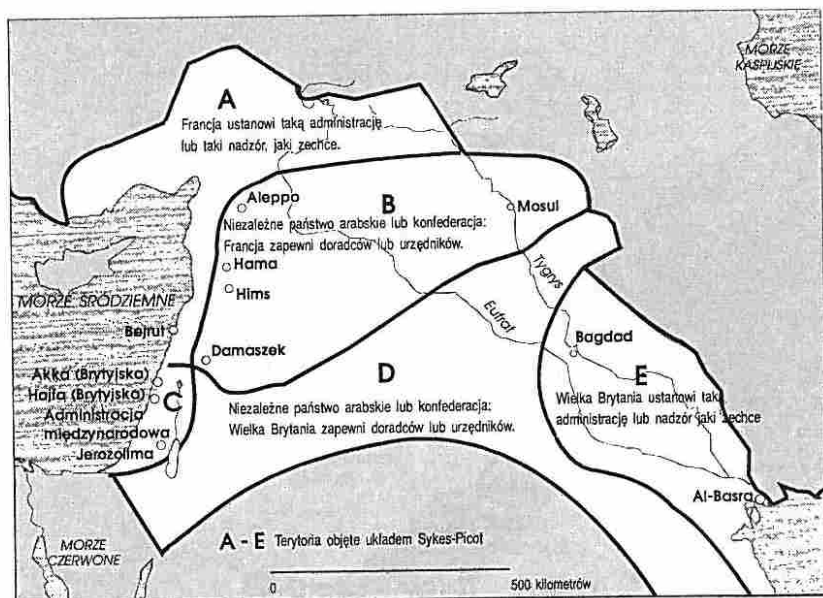 MORZE
KASPIJSKIE
A
Francja ustanowi taką administrację
lub taki nadzór, jaki zechce.
B
Aleppo
Mosul
Niezależne państwo arabskie lub konfederacja:
Francja zapewni doradców lub urzędników.
Hama
Hims
Tygrys
Eufrat
MORZE ŚRÓDZIEMNE
Bejrut
Bagdad
Damaszek
Akka (Brytyjska)
Hajfa (Brytyjska)
C
Administracja
międzynarodowa
Jerozolima
D
Niezależne państwo arabskie lub konfederacja:
Wielka Brytania zapewni doradców lub urzędników.
E
Wielka Brytania ustanowi taką
administrację lub nadzór jaki zechce
Al-Basra
MORZE
CZERWONE
A - E Terytoria objęte układem Sykes-Picot
0 500 kilometrów